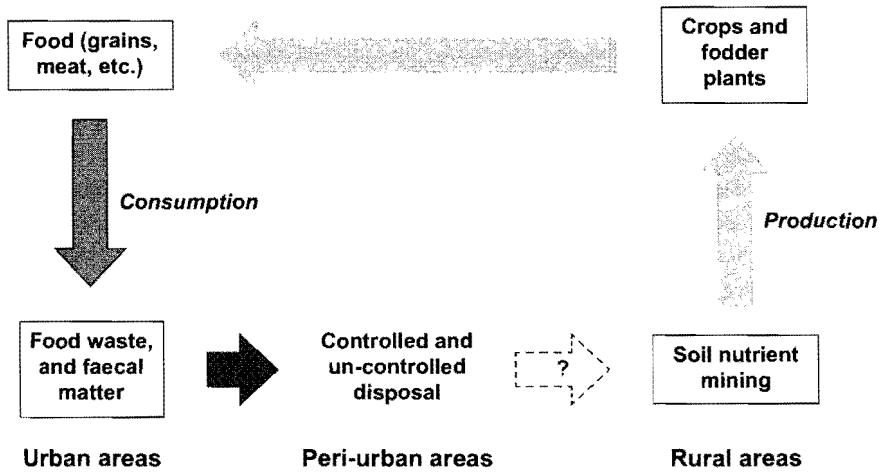 Food (grains,
meat, etc.)
Crops and
fodder
plants
Consumption
Production
Food waste,
and faecal
matter
Controlled and
un-controlled
disposal
?
Soil nutrient
mining
Urban areas
Peri-urban areas
Rural areas